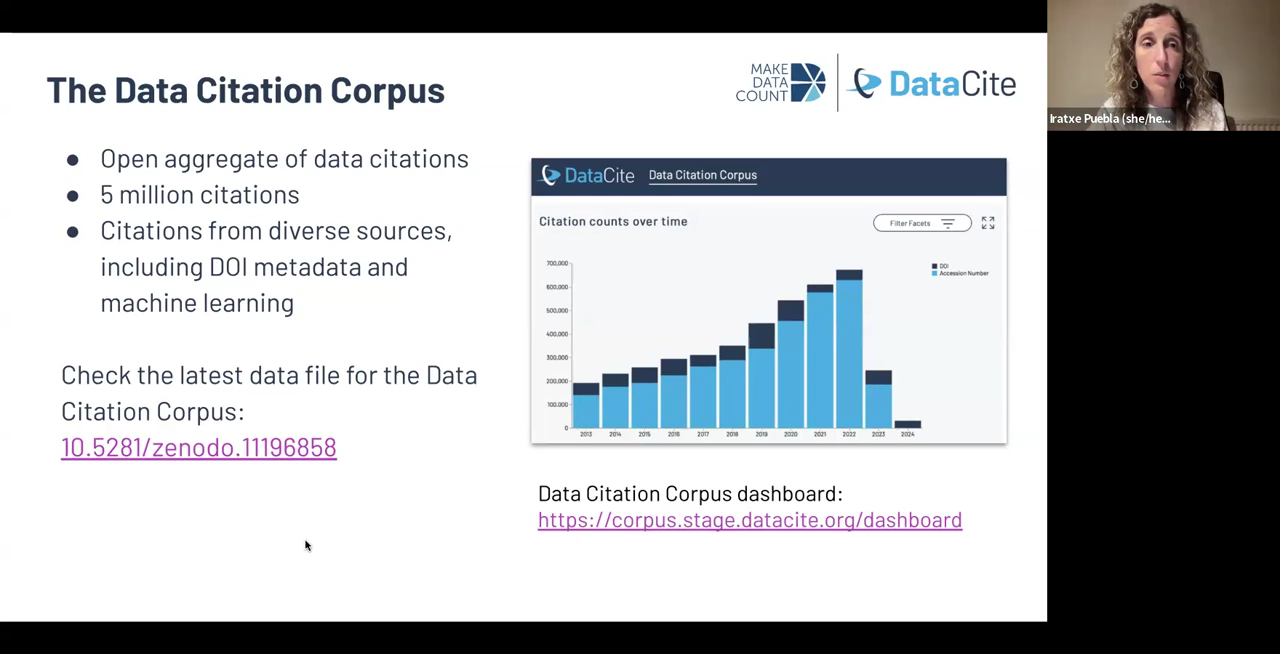 The Data Citation Corpus
MAKE
DATA
COUNT
DataCite
Iratxe Puebla (she/he...
● Open aggregate of data citations
● 5 million citations
● Citations from diverse sources,
including DOI metadata and
machine learning
Check the latest data file for the Data
Citation Corpus:
10.5281/zenodo.11196858
DataCite Data Citation Corpus
Citation counts over time
Filter Facets
DOI
Accession Number
700,000
600,000
500,000
400,000
300,000
200,000
100,000
0
2013 2014 2015 2016 2017 2018 2019 2020 2021 2022 2023 2024
Data Citation Corpus dashboard:
https://corpus.stage.datacite.org/dashboard